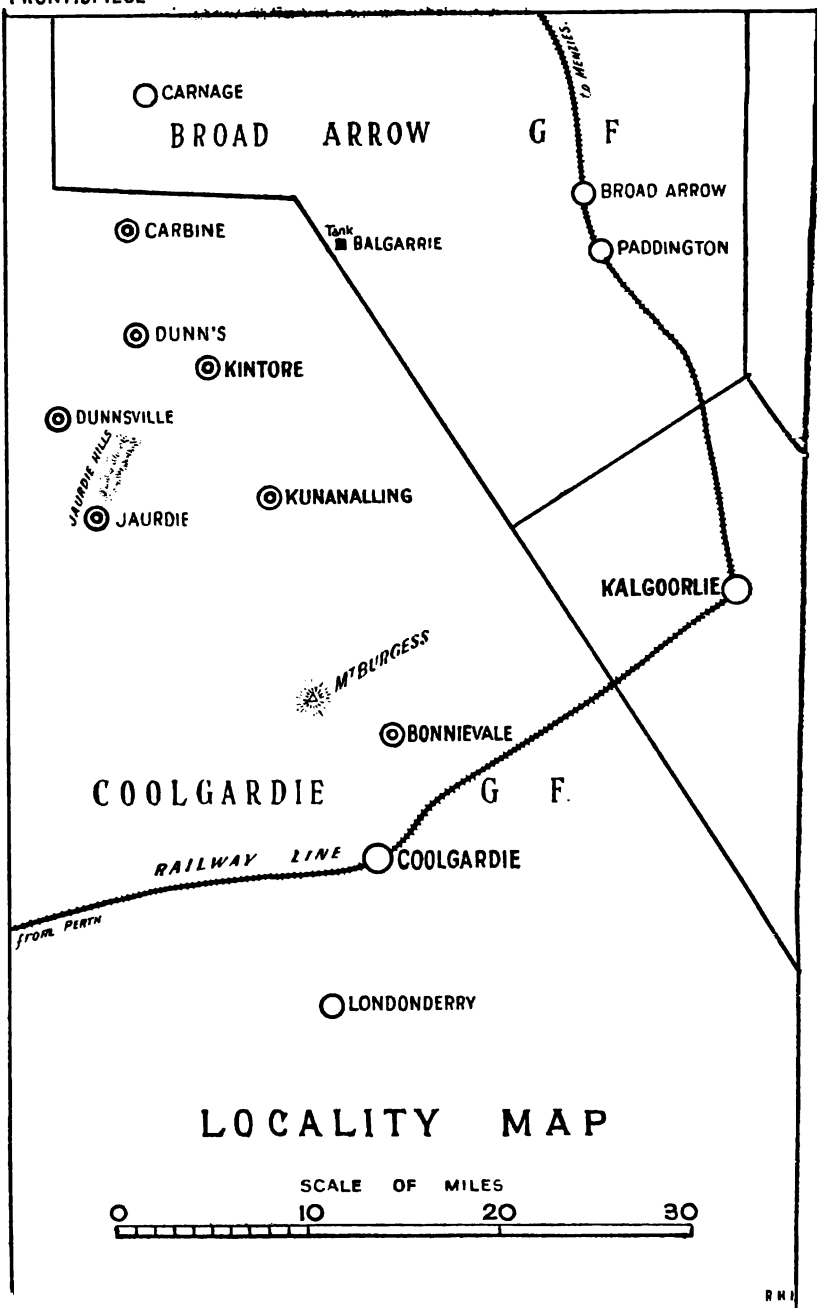 FRONTISPIECE
to MENZIES.
CARNAGE
BROAD ARROW G F
BROAD ARROW
CARBINE
Tank
BALGARRIE
PADDINGTON
DUNN'S
KINTORE
DUNNSVILLE
JAURDIE HILLS
KUNANALLING
JAURDIE
KALGOORLIE
MT BURGESS
BONNIEVALE
COOLGARDIE G F.
RAILWAY LINE
COOLGARDIE
from PERTH
LONDONDERRY
LOCALITY MAP
SCALE OF MILES
0 10 20 30